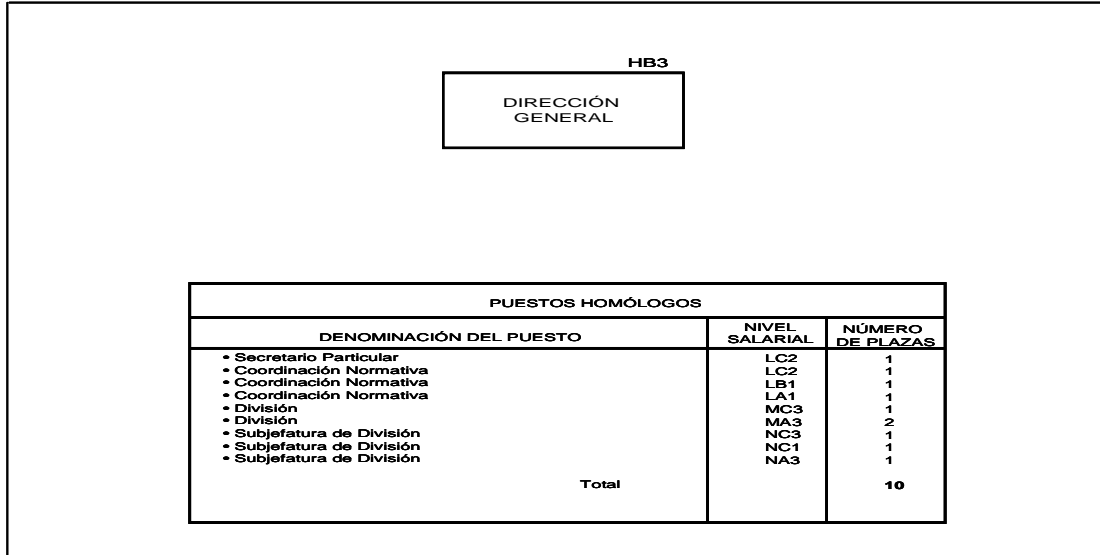 HB3
DIRECCIÓN
GENERAL
PUESTOS HOMÓLOGOS
DENOMINACIÓN DEL PUESTO NIVEL SALARIAL NÚMERO DE PLAZAS
• Secretario Particular LC2 1
• Coordinación Normativa LC2 1
• Coordinación Normativa LB1 1
• Coordinación Normativa LA1 1
• División MC3 1
• División MA3 2
• Subjefatura de División NC3 1
• Subjefatura de División NC1 1
• Subjefatura de División NA3 1
Total 10